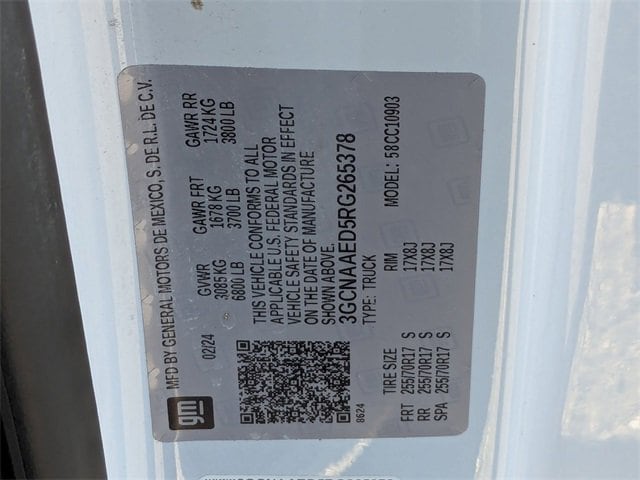 gm
MFD BY GENERAL MOTORS DE MEXICO, S. DE R.L. DE C.V.
02/24 GVWR GAWR FRT GAWR RR
3085 KG 1678 KG 1724 KG
6800 LB 3700 LB 3800 LB
THIS VEHICLE CONFORMS TO ALL
APPLICABLE U.S. FEDERAL MOTOR
VEHICLE SAFETY STANDARDS IN EFFECT
ON THE DATE OF MANUFACTURE
SHOWN ABOVE.
3GCNAAED5RG265378
8624 TYPE: TRUCK MODEL: 58CC10903
TIRE SIZE RIM
FRT 255/70R17 S 17X8J
RR 255/70R17 S 17X8J
SPA 255/70R17 S 17X8J